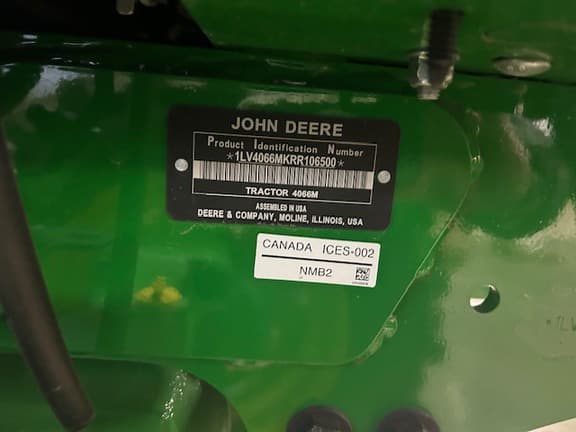 JOHN DEERE
Product Identification Number
*1LV4066MKRR106500*
TRACTOR 4066M
ASSEMBLED IN USA
DEERE & COMPANY, MOLINE, ILLINOIS, USA
CANADA ICES-002
NMB2